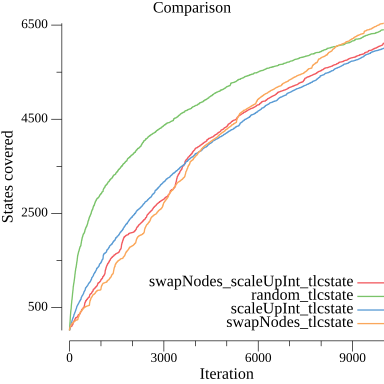 Comparison
States covered
6500
4500
2500
500
swapNodes_scaleUpInt_tlcstate
random_tlcstate
scaleUpInt_tlcstate
swapNodes_tlcstate
0 3000 6000 9000
Iteration